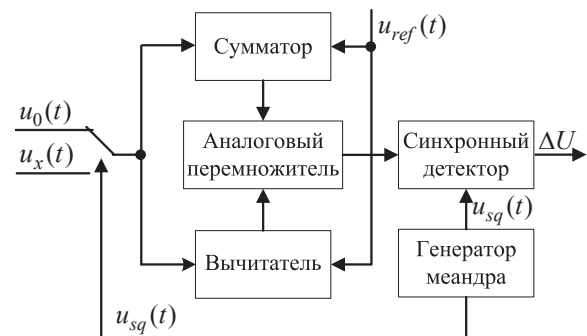 Сумматор
u_ref(t)
u_0(t)
u_x(t)
Аналоговый
перемножитель
Синхронный
детектор
ΔU
u_sq(t)
Вычитатель
Генератор
меандра
u_sq(t)